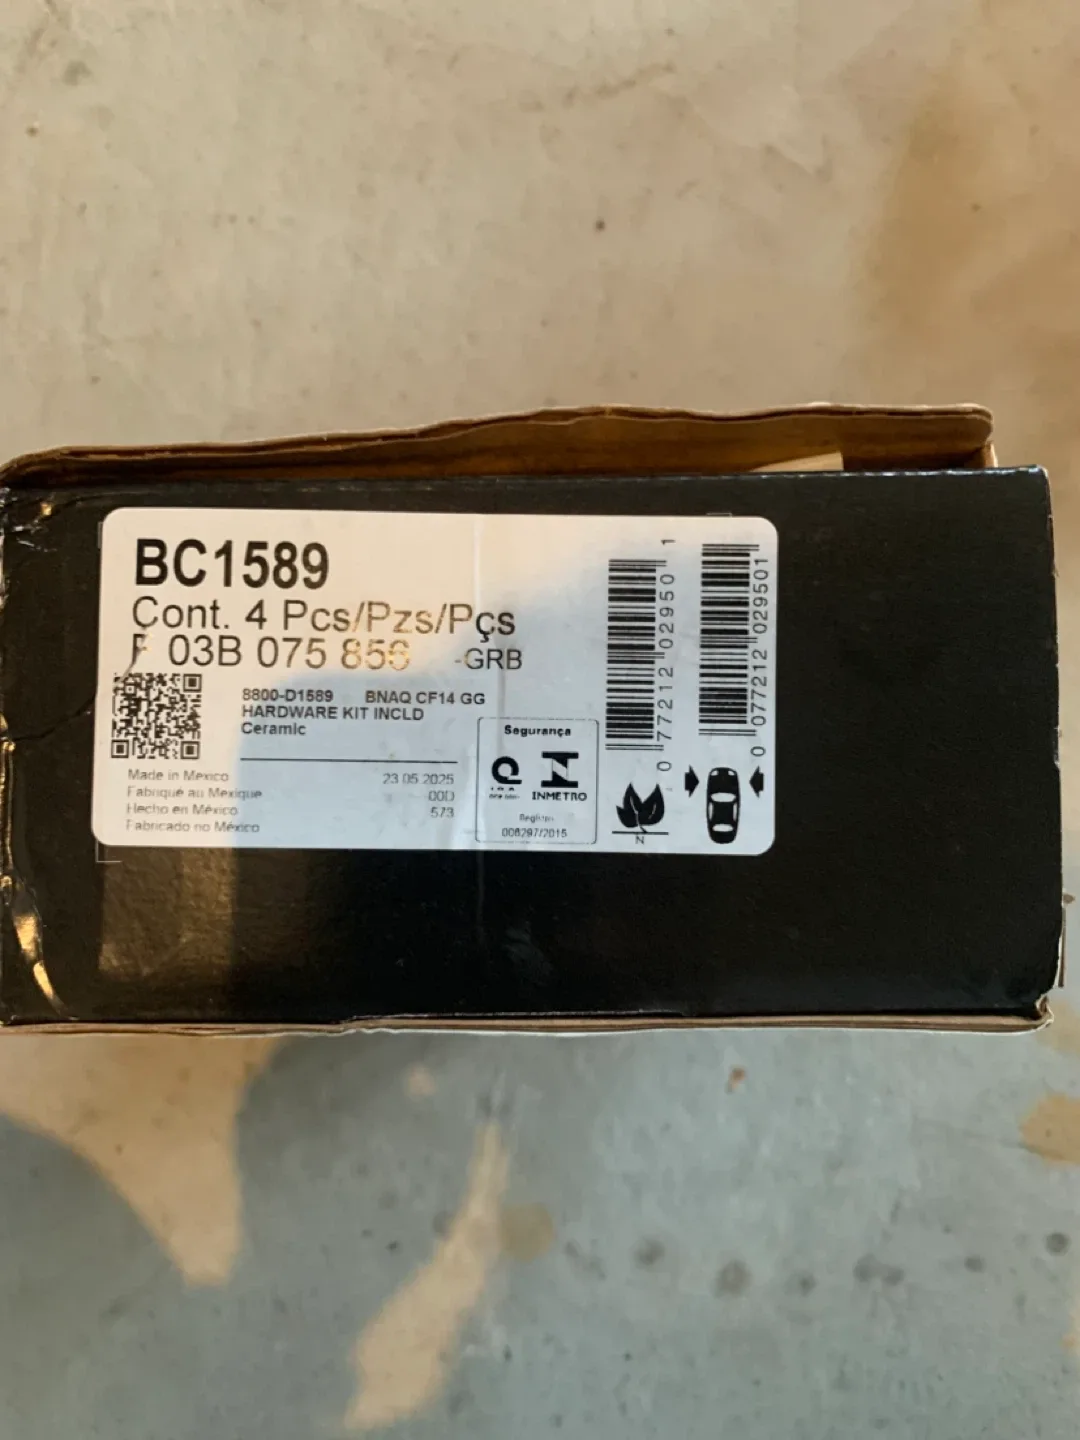 BC1589
Cont. 4 Pcs/Pzs/Pçs
F 03B 075 856 -GRB
8800-D1589 BNAQ CF14 GG
HARDWARE KIT INCLD
Ceramic
Made in Mexico
Fabriqué au Mexique
Hecho en México
Fabricado no México
23 05 2025
00D
573
Segurança
INMETRO
Registro
006297/2015
N
0 77212 02950 1
0 077212 029501